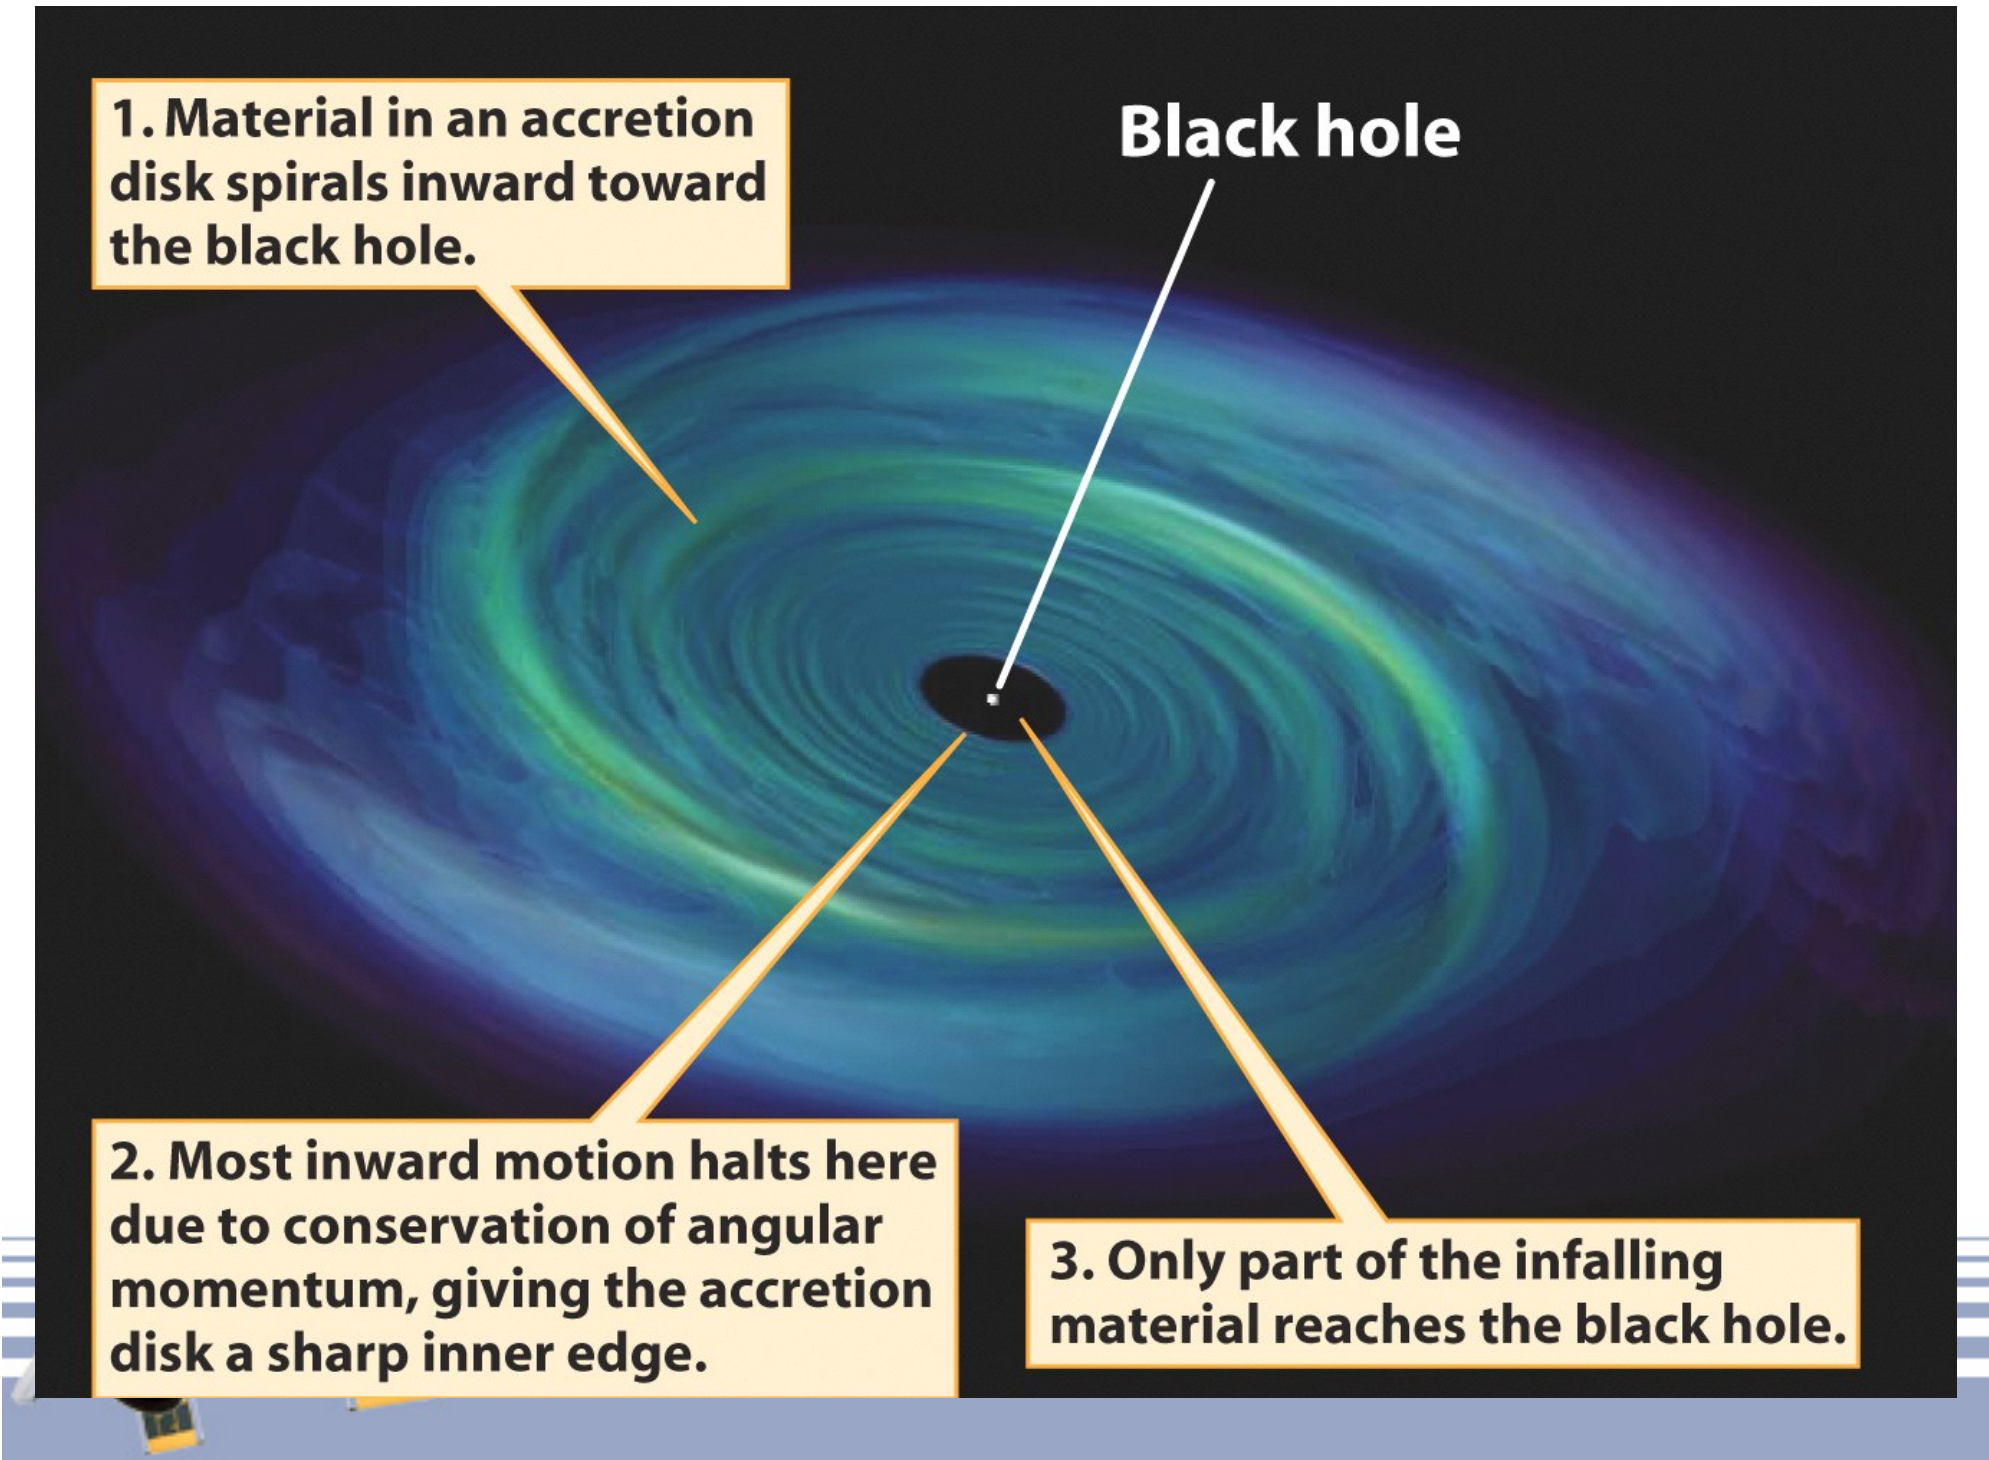 1. Material in an accretion
disk spirals inward toward
the black hole.
Black hole
2. Most inward motion halts here
due to conservation of angular
momentum, giving the accretion
disk a sharp inner edge.
3. Only part of the infalling
material reaches the black hole.